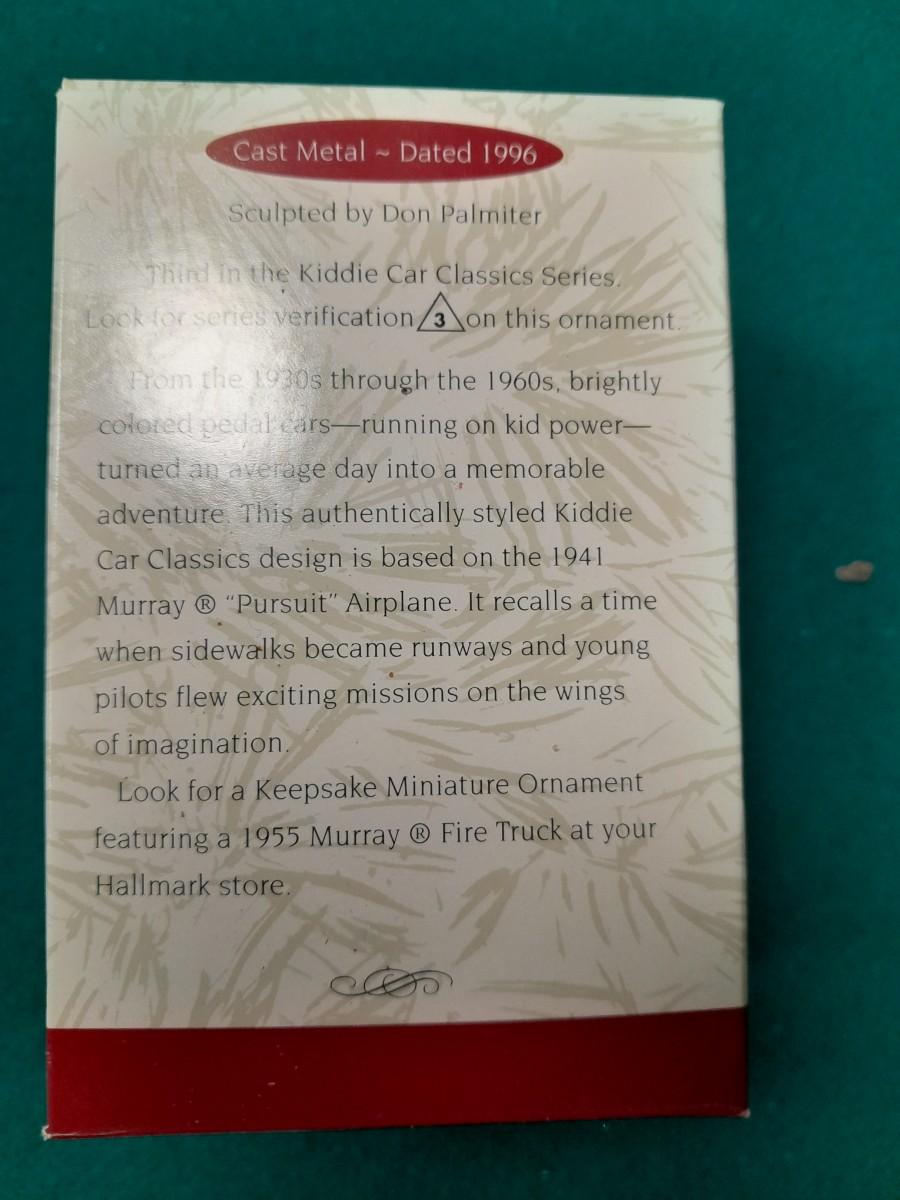 Cast Metal ~ Dated 1996
Sculpted by Don Palmiter
Third in the Kiddie Car Classics Series.
Look for series verification 3 on this ornament.
From the 1930s through the 1960s, brightly
colored pedal cars—running on kid power—
turned an average day into a memorable
adventure. This authentically styled Kiddie
Car Classics design is based on the 1941
Murray ® “Pursuit” Airplane. It recalls a time
when sidewalks became runways and young
pilots flew exciting missions on the wings
of imagination.
Look for a Keepsake Miniature Ornament
featuring a 1955 Murray ® Fire Truck at your
Hallmark store.